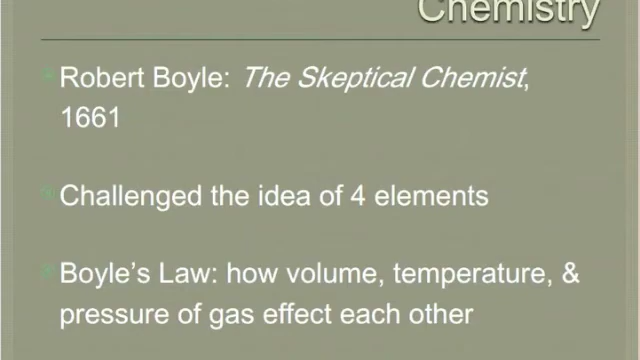 Chemistry
Robert Boyle: The Skeptical Chemist,
1661
Challenged the idea of 4 elements
Boyle's Law: how volume, temperature, &
pressure of gas effect each other